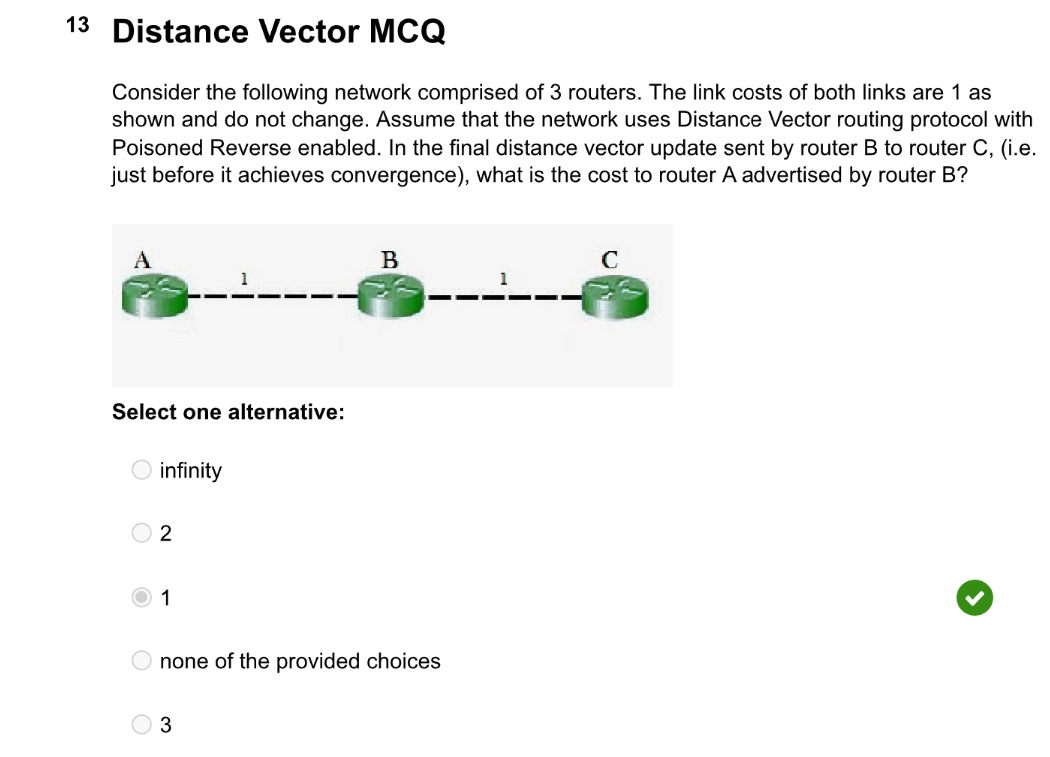 13 Distance Vector MCQ
Consider the following network comprised of 3 routers. The link costs of both links are 1 as
shown and do not change. Assume that the network uses Distance Vector routing protocol with
Poisoned Reverse enabled. In the final distance vector update sent by router B to router C, (i.e.
just before it achieves convergence), what is the cost to router A advertised by router B?
A B C
1 1
Select one alternative:
infinity
2
1
none of the provided choices
3